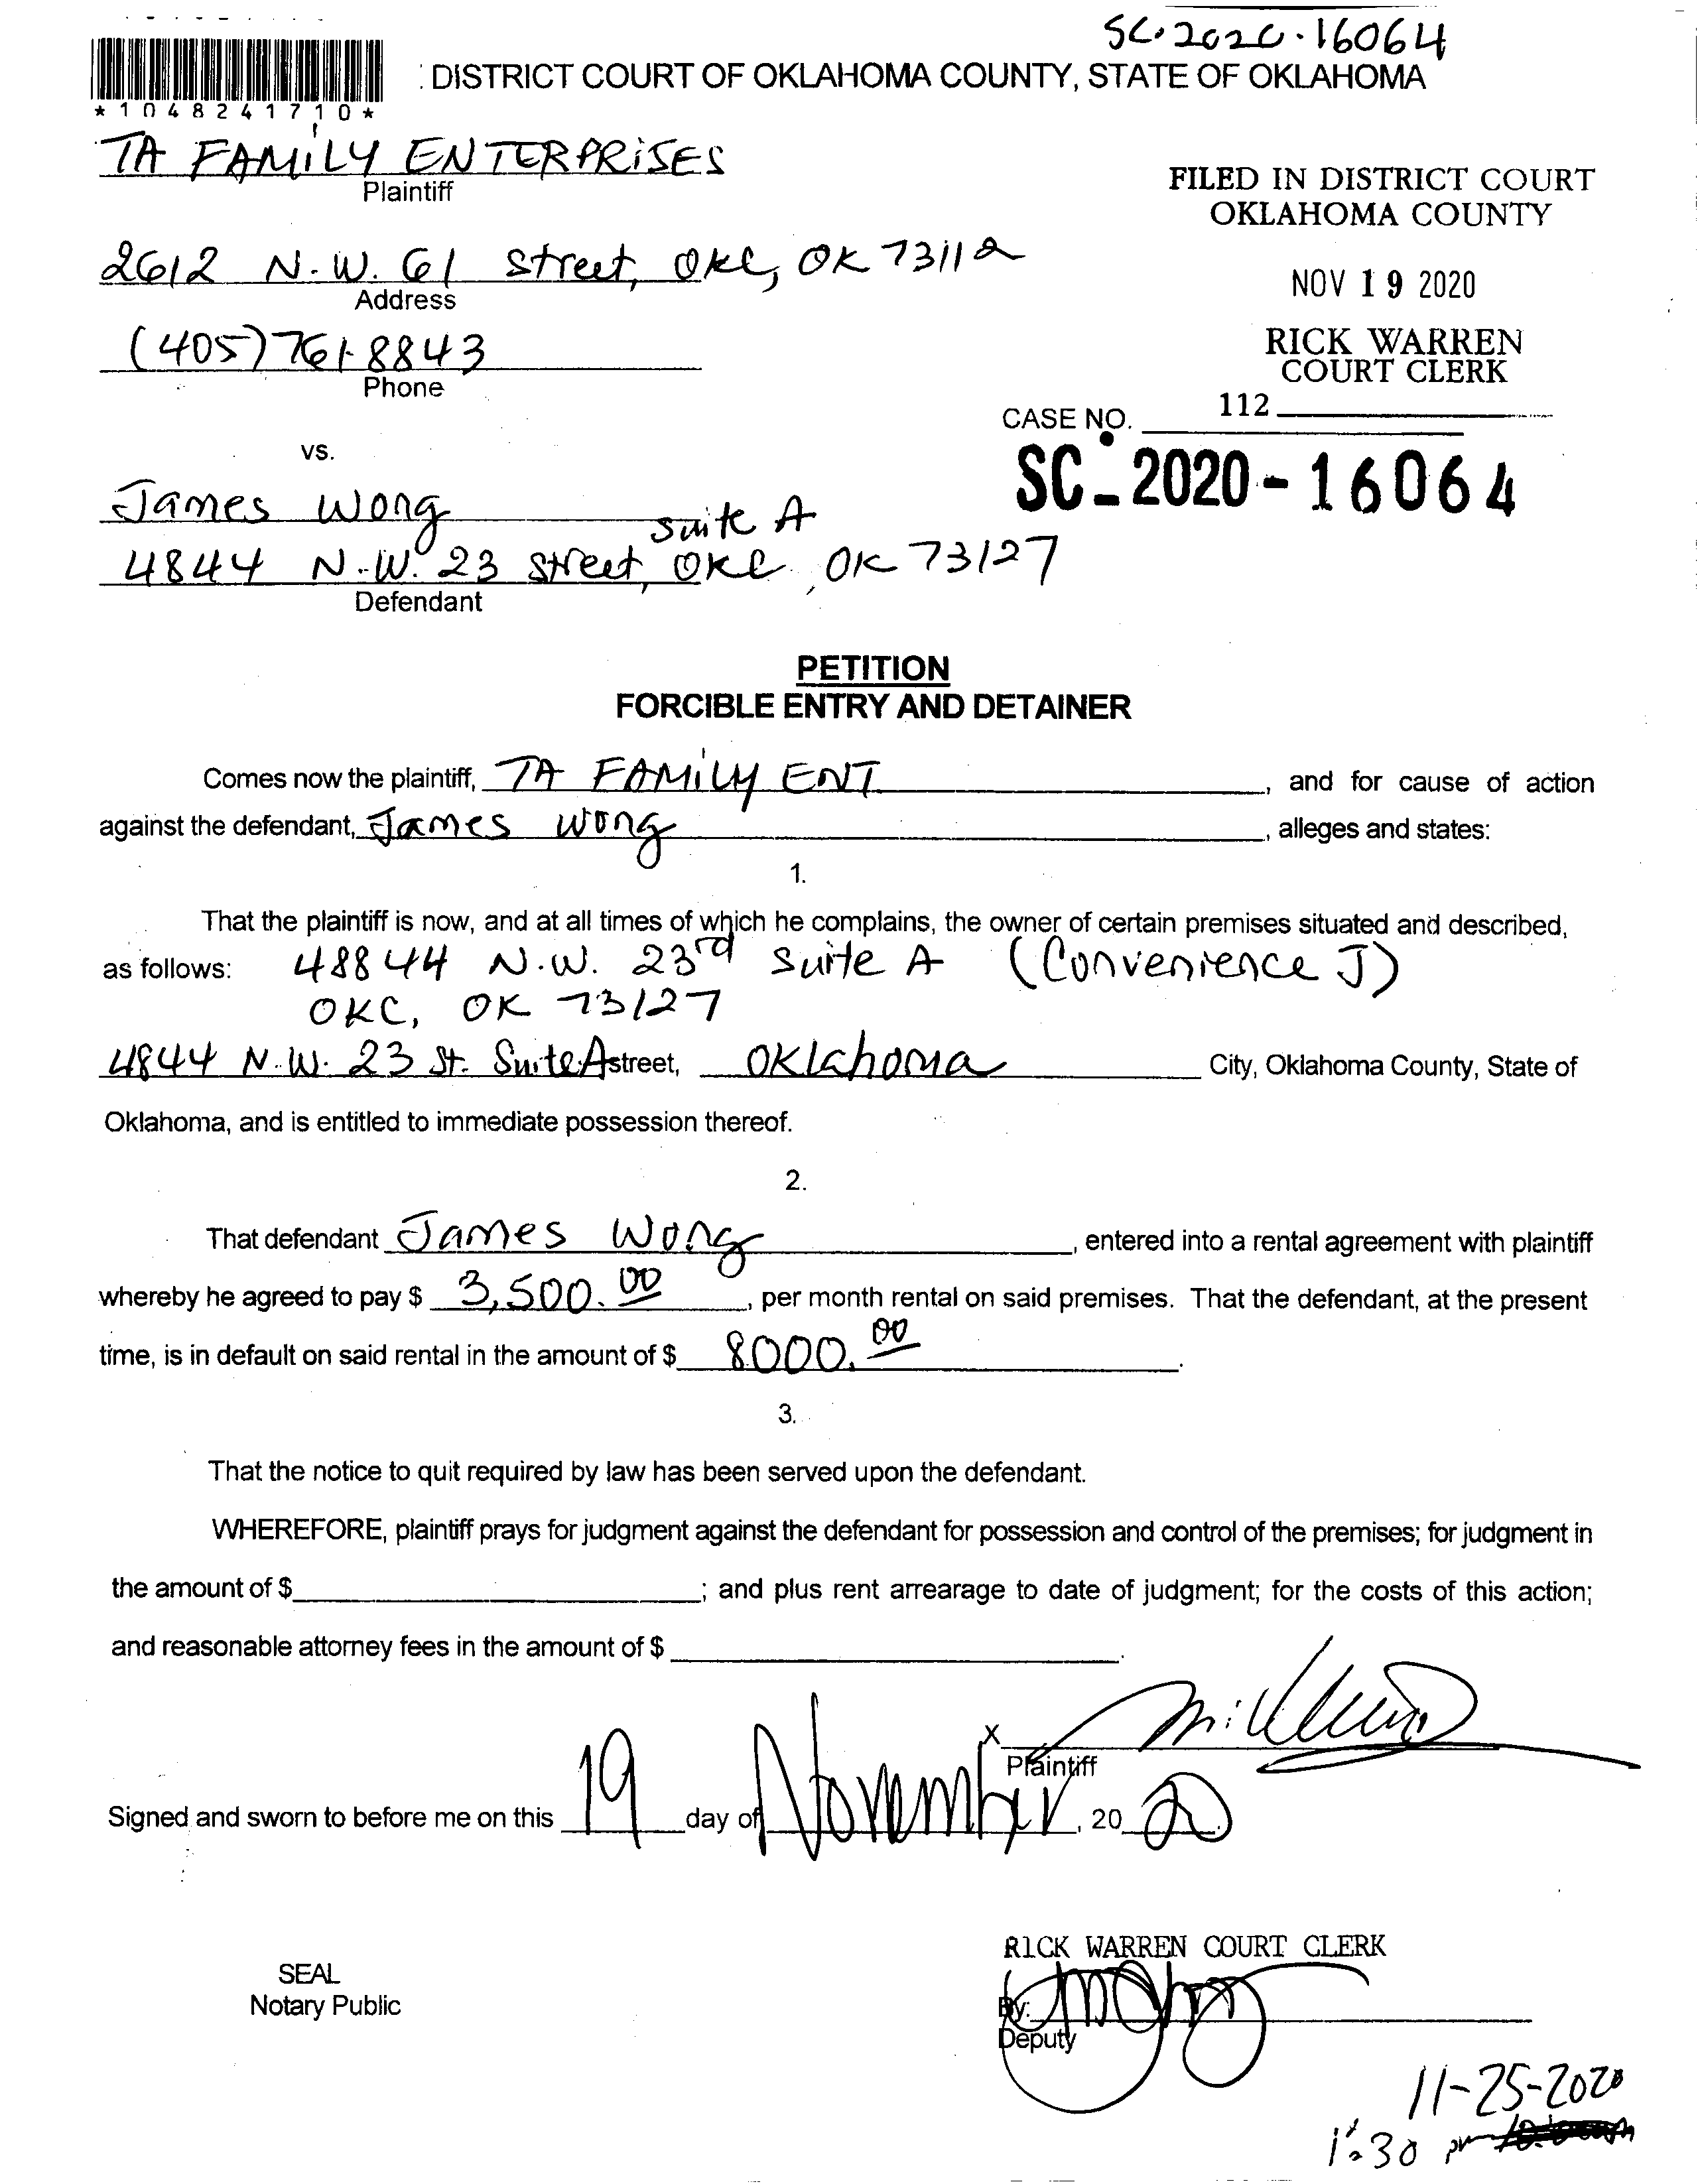 SC-2020-16064
: DISTRICT COURT OF OKLAHOMA COUNTY, STATE OF OKLAHOMA
* 1 0 4 8 2 4 1 7 1 0 *
TA FAMILY ENTERPRISES
Plaintiff
FILED IN DISTRICT COURT
OKLAHOMA COUNTY
2612 N.W. 61 Street, OKC, OK 73112
Address
NOV 19 2020
(405) 761-8843
Phone
RICK WARREN
COURT CLERK
112
CASE NO.
vs.
SC-2020-16064
James Wong
Suite A
4844 N.W. 23 Street, OKC, OK 73127
Defendant
PETITION
FORCIBLE ENTRY AND DETAINER
Comes now the plaintiff, TA FAMILY ENT, and for cause of action
against the defendant, James Wong, alleges and states:
1.
That the plaintiff is now, and at all times of which he complains, the owner of certain premises situated and described,
as follows: 48844 N.W. 23rd Suite A (Convenience J)
OKC, OK 73127
4844 N.W. 23 St. Suite A street, Oklahoma City, Oklahoma County, State of
Oklahoma, and is entitled to immediate possession thereof.
2.
That defendant James Wong, entered into a rental agreement with plaintiff
whereby he agreed to pay $ 3,500.00, per month rental on said premises. That the defendant, at the present
time, is in default on said rental in the amount of $ 8000.00.
3.
That the notice to quit required by law has been served upon the defendant.
WHEREFORE, plaintiff prays for judgment against the defendant for possession and control of the premises; for judgment in
the amount of $ ; and plus rent arrearage to date of judgment; for the costs of this action;
and reasonable attorney fees in the amount of $ .
X
Plaintiff
Signed and sworn to before me on this 19 day of November, 2020.
RICK WARREN COURT CLERK
SEAL
Notary Public
By:
Deputy
11-25-2020
1:30 pm